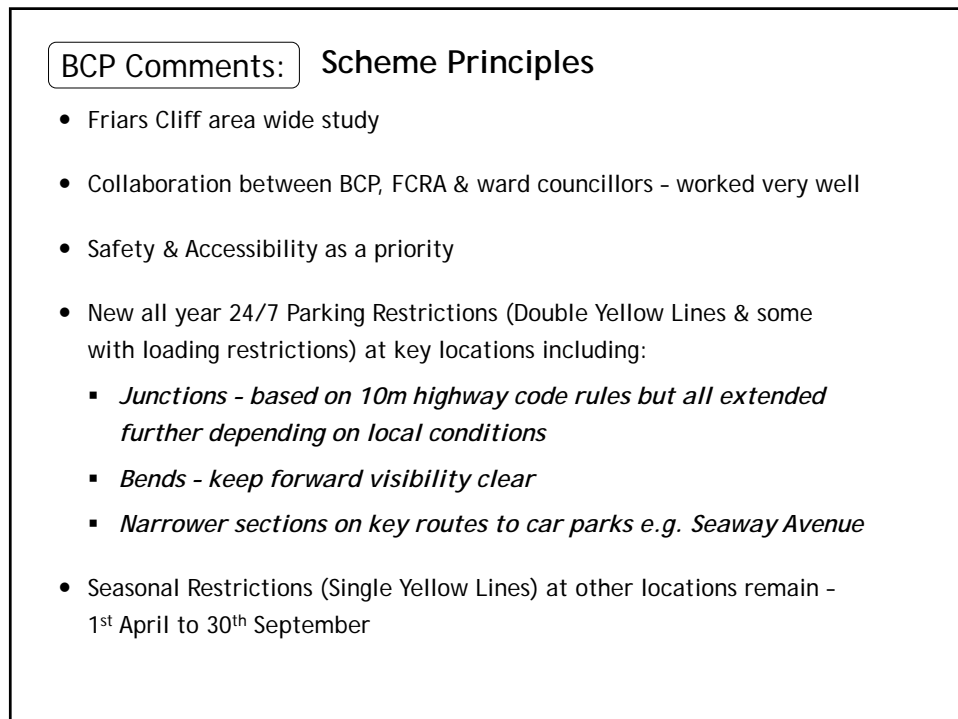 BCP Comments: Scheme Principles
• Friars Cliff area wide study
• Collaboration between BCP, FCRA & ward councillors – worked very well
• Safety & Accessibility as a priority
• New all year 24/7 Parking Restrictions (Double Yellow Lines & some
with loading restrictions) at key locations including:
▪ Junctions – based on 10m highway code rules but all extended
further depending on local conditions
▪ Bends – keep forward visibility clear
▪ Narrower sections on key routes to car parks e.g. Seaway Avenue
• Seasonal Restrictions (Single Yellow Lines) at other locations remain –
1st April to 30th September